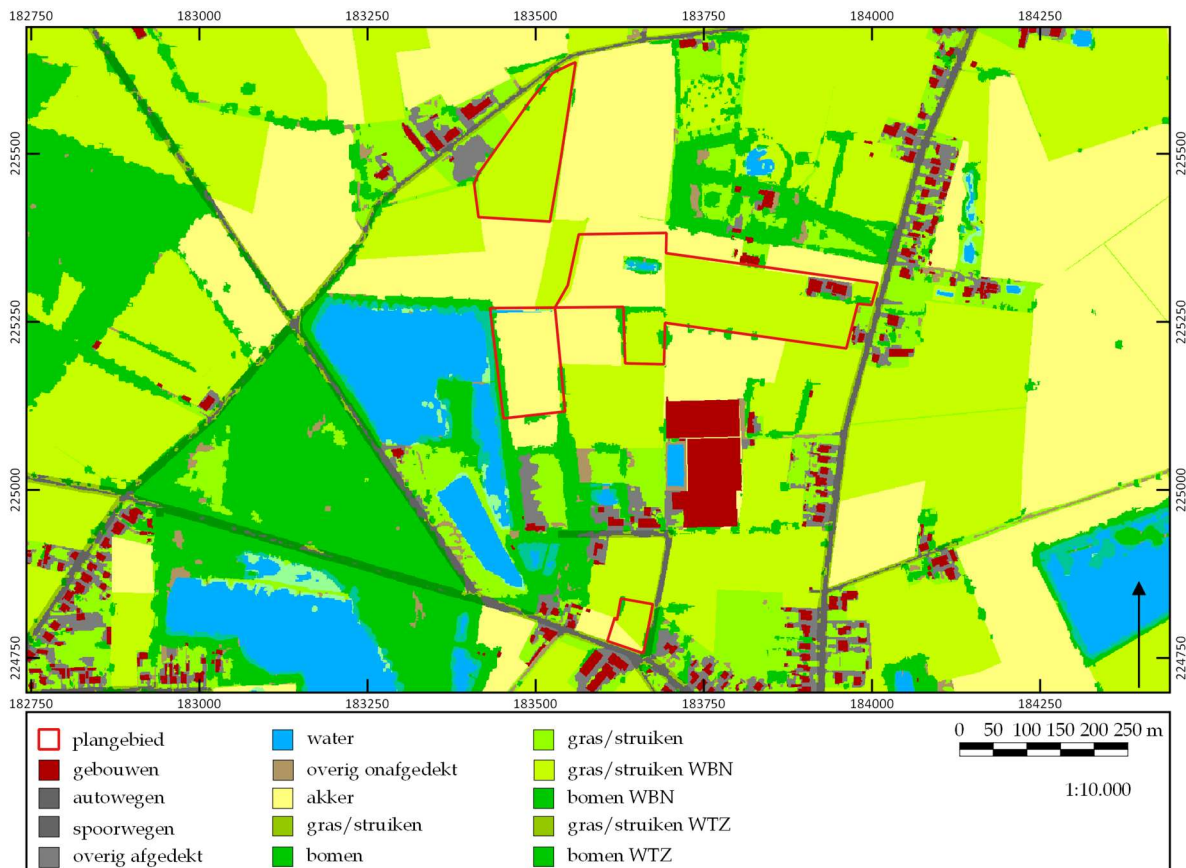 182750 183000 183250 183500 183750 184000 184250
225500 225500
225250 225250
225000 225000
224750 224750
182750 183000 183250 183500 183750 184000 184250
plangebied
gebouwen
autowegen
spoorwegen
overig afgedekt
water
overig onafgedekt
akker
gras/struiken
bomen
gras/struiken
gras/struiken WBN
bomen WBN
gras/struiken WTZ
bomen WTZ
0 50 100 150 200 250 m
1:10.000